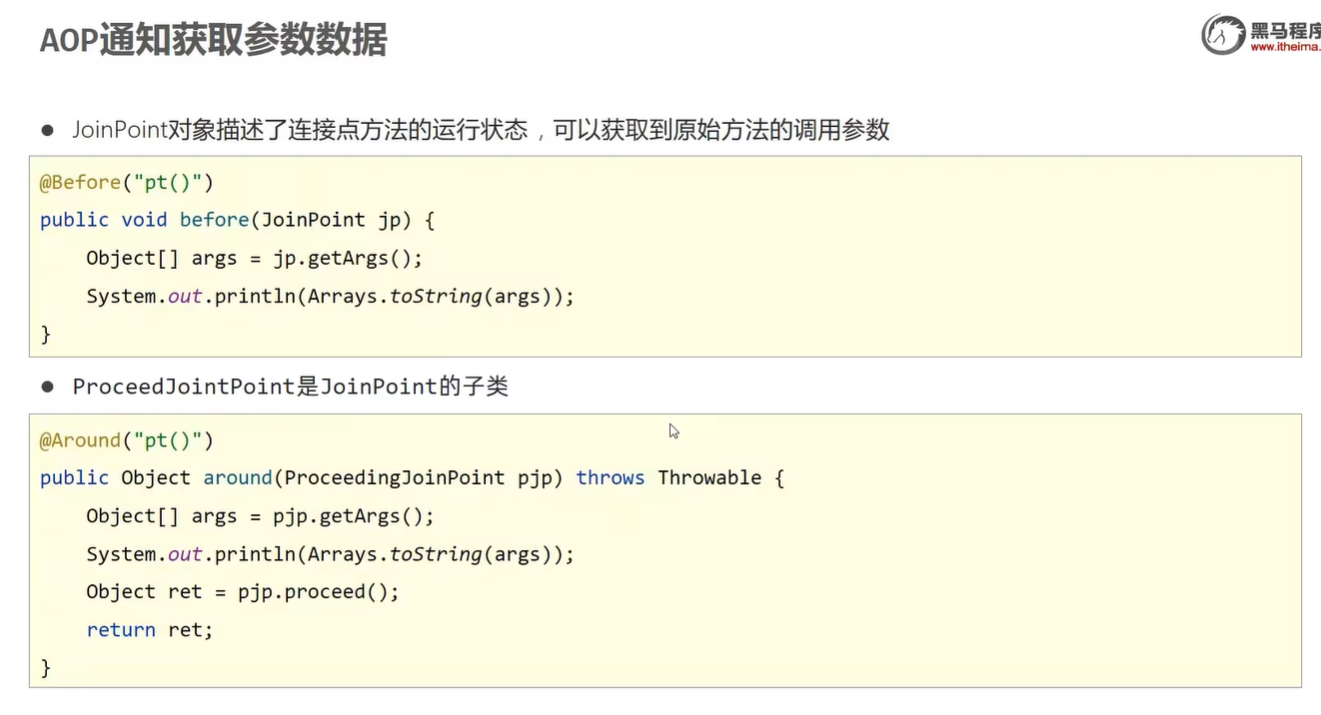 AOP通知获取参数数据
黑马程序
www.itheima.
● JoinPoint对象描述了连接点方法的运行状态，可以获取到原始方法的调用参数
@Before("pt()")
public void before(JoinPoint jp) {
    Object[] args = jp.getArgs();
    System.out.println(Arrays.toString(args));
}
● ProceedJointPoint是JoinPoint的子类
@Around("pt()")
public Object around(ProceedingJoinPoint pjp) throws Throwable {
    Object[] args = pjp.getArgs();
    System.out.println(Arrays.toString(args));
    Object ret = pjp.proceed();
    return ret;
}